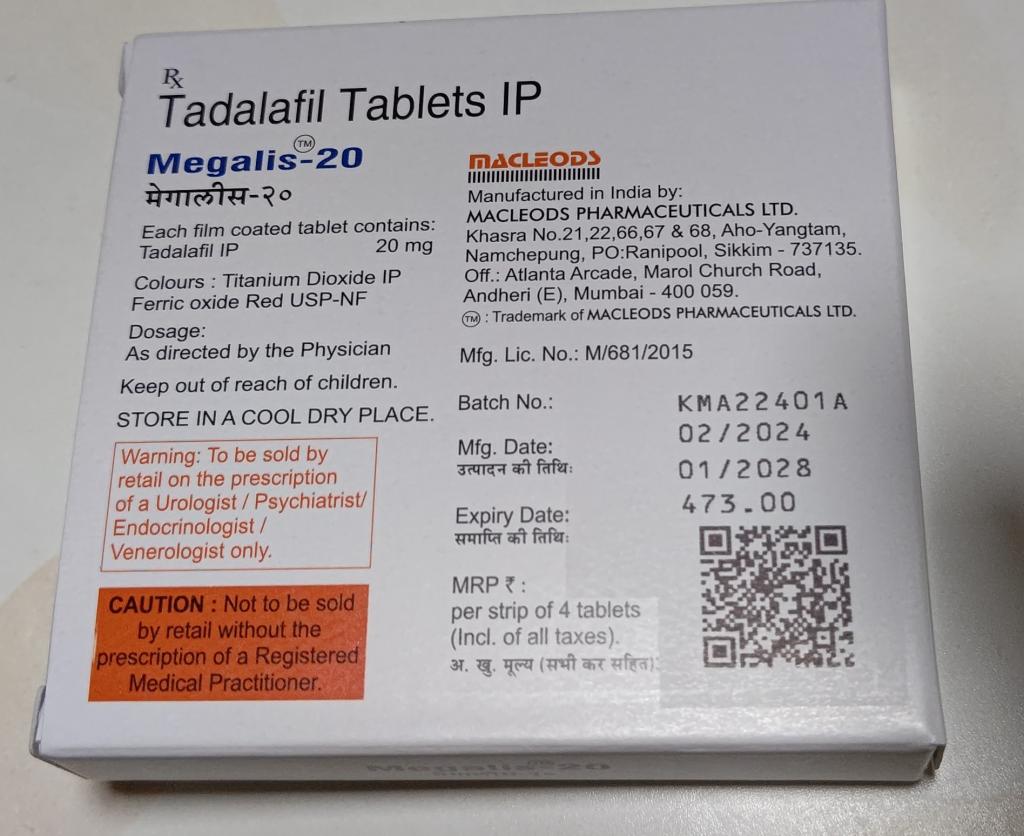 Rx
Tadalafil Tablets IP
Megalis™-20
मेगालीस-२०
Each film coated tablet contains:
Tadalafil IP 20 mg
Colours : Titanium Dioxide IP
Ferric oxide Red USP-NF
Dosage:
As directed by the Physician
Keep out of reach of children.
STORE IN A COOL DRY PLACE.
Warning: To be sold by
retail on the prescription
of a Urologist / Psychiatrist/
Endocrinologist /
Venerologist only.
CAUTION : Not to be sold
by retail without the
prescription of a Registered
Medical Practitioner.
MACLEODS
Manufactured in India by:
MACLEODS PHARMACEUTICALS LTD.
Khasra No.21,22,66,67 & 68, Aho-Yangtam,
Namchepung, PO:Ranipool, Sikkim - 737135.
Off.: Atlanta Arcade, Marol Church Road,
Andheri (E), Mumbai - 400 059.
™ : Trademark of MACLEODS PHARMACEUTICALS LTD.
Mfg. Lic. No.: M/681/2015
Batch No.: KMA22401A
02/2024
Mfg. Date:
उत्पादन की तिथिः 01/2028
473.00
Expiry Date:
समाप्ति की तिथिः
MRP ₹ :
per strip of 4 tablets
(Incl. of all taxes).
अ. खु. मूल्य (सभी कर सहित):
Megalis™-20